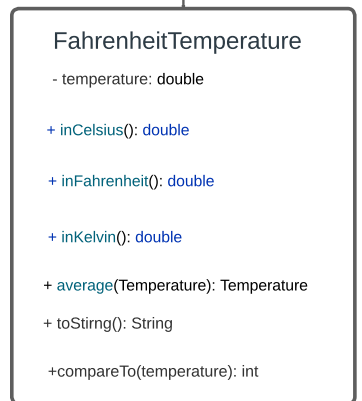 FahrenheitTemperature
- temperature: double
+ inCelsius(): double
+ inFahrenheit(): double
+ inKelvin(): double
+ average(Temperature): Temperature
+ toStirng(): String
+compareTo(temperature): int